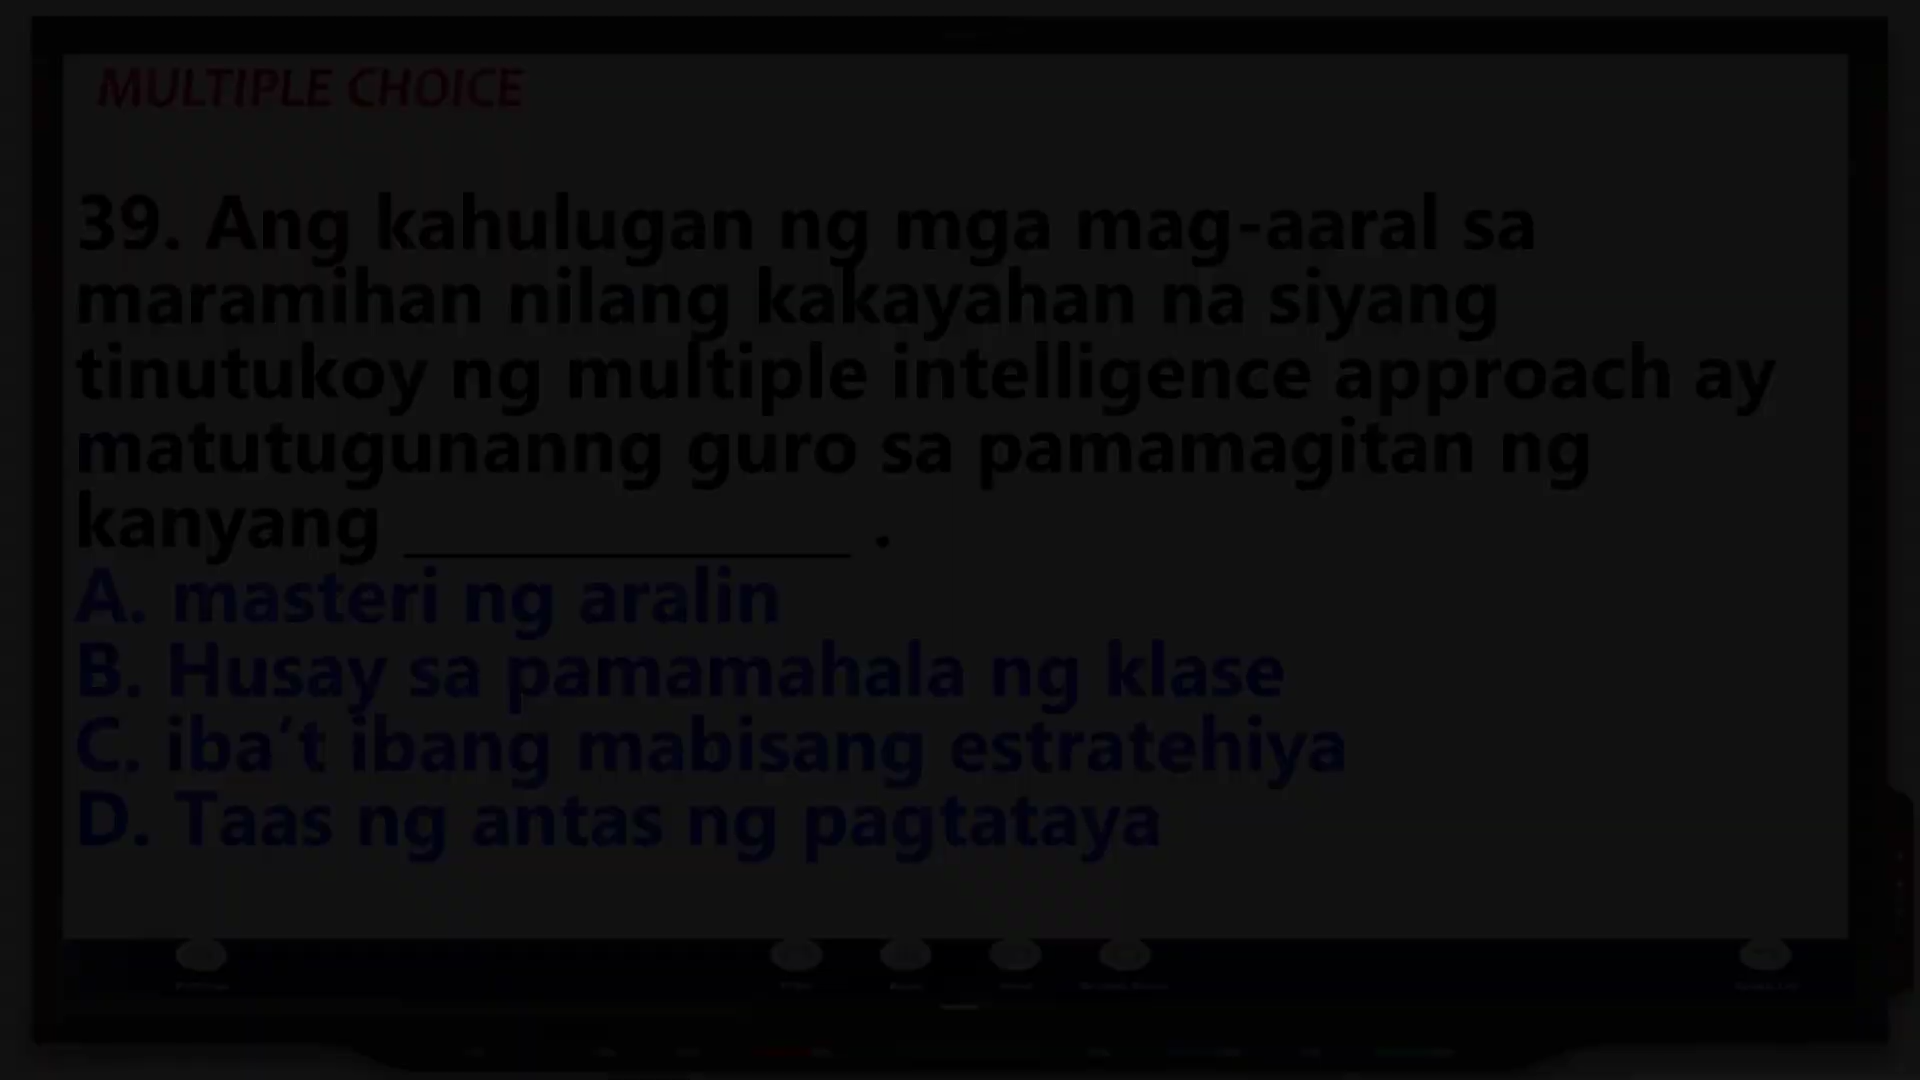 MULTIPLE CHOICE
39. Ang kahulugan ng mga mag-aaral sa
maramihan nilang kakayahan na siyang
tinutukoy ng multiple intelligence approach ay
matutugunanng guro sa pamamagitan ng
kanyang _______________ .
A. masteri ng aralin
B. Husay sa pamamahala ng klase
C. iba't ibang mabisang estratehiya
D. Taas ng antas ng pagtataya